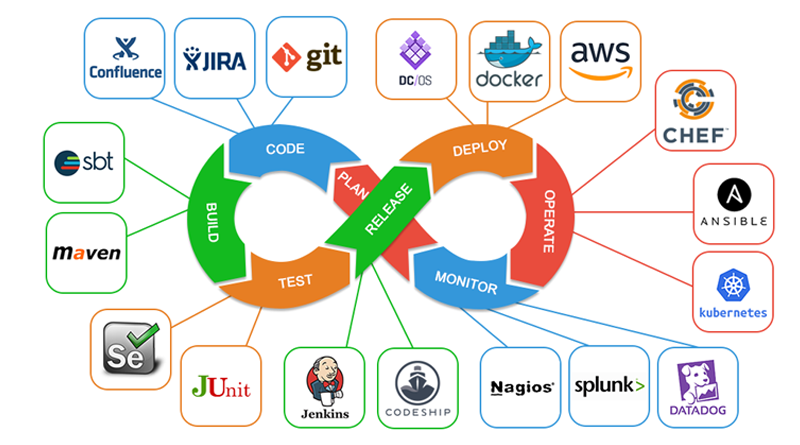 Confluence
JIRA
git
DC/OS
docker
aws
CHEF™
sbt
CODE
DEPLOY
PLAN
RELEASE
BUILD
OPERATE
ANSIBLE
maven
TEST
MONITOR
kubernetes
Se
JUnit
Jenkins
CODESHIP
Nagios®
splunk>
DATADOG